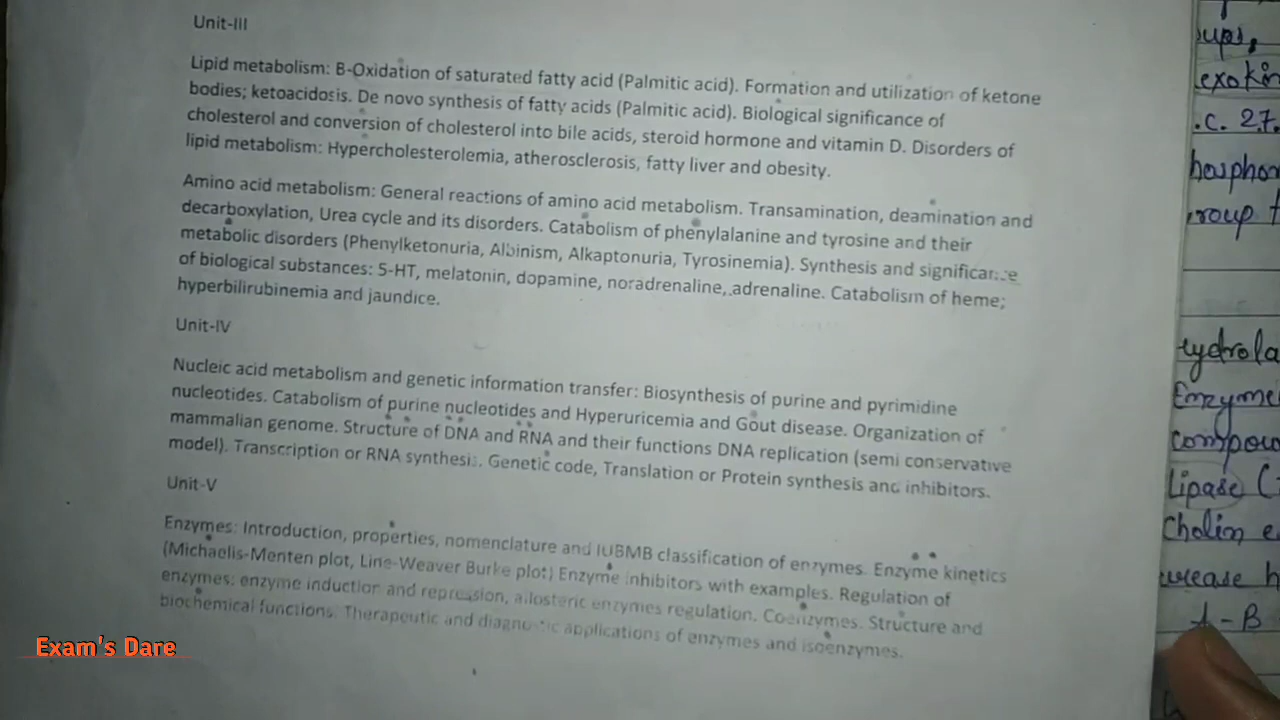 Unit-III
Lipid metabolism: B-Oxidation of saturated fatty acid (Palmitic acid). Formation and utilization of ketone
bodies; ketoacidosis. De novo synthesis of fatty acids (Palmitic acid). Biological significance of
cholesterol and conversion of cholesterol into bile acids, steroid hormone and vitamin D. Disorders of
lipid metabolism: Hypercholesterolemia, atherosclerosis, fatty liver and obesity.
Amino acid metabolism: General reactions of amino acid metabolism. Transamination, deamination and
decarboxylation, Urea cycle and its disorders. Catabolism of phenylalanine and tyrosine and their
metabolic disorders (Phenylketonuria, Albinism, Alkaptonuria, Tyrosinemia). Synthesis and significance
of biological substances: 5-HT, melatonin, dopamine, noradrenaline,.adrenaline. Catabolism of heme;
hyperbilirubinemia and jaundice.
Unit-IV
Nucleic acid metabolism and genetic information transfer: Biosynthesis of purine and pyrimidine
nucleotides. Catabolism of purine nucleotides and Hyperuricemia and Gout disease. Organization of
mammalian genome. Structure of DNA and RNA and their functions DNA replication (semi conservative
model). Transcription or RNA synthesis. Genetic code, Translation or Protein synthesis and inhibitors.
Unit-V
Enzymes: Introduction, properties, nomenclature and IUBMB classification of enzymes. Enzyme kinetics
(Michaelis-Menten plot, Line-Weaver Burke plot) Enzyme inhibitors with examples. Regulation of
enzymes: enzyme induction and repression, allosteric enzymes regulation. Coenzymes. Structure and
biochemical functions. Therapeutic and diagnostic applications of enzymes and isoenzymes.
Exam's Dare
ups,
exokin
.c. 2.7.
hosphor
group t
Hydrola
Enzyme
compou
Lipase (
Cholin e
urease h
A-B